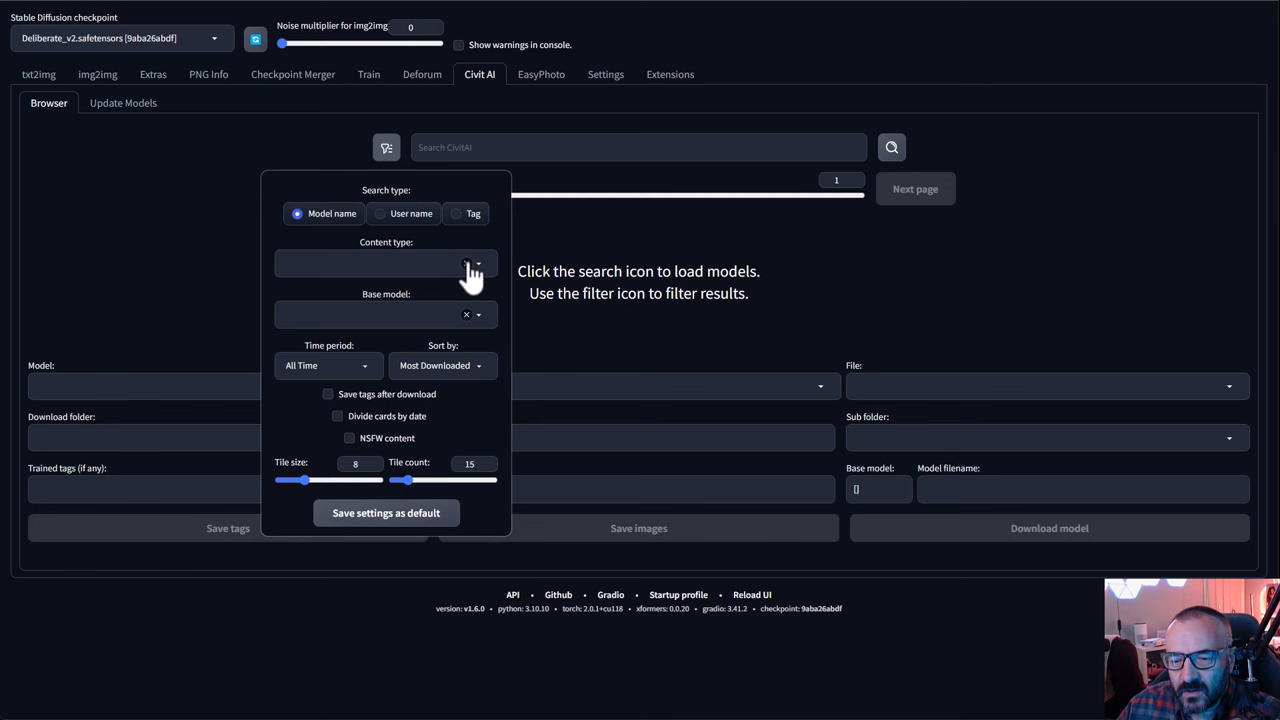 Stable Diffusion checkpoint
Deliberate_v2.safetensors [9aba26abdf]
Noise multiplier for img2img
0
Show warnings in console.
txt2img img2img Extras PNG Info Checkpoint Merger Train Deforum Civit AI EasyPhoto Settings Extensions
Browser Update Models
Search CivitAI
1
Next page
Search type:
Model name User name Tag
Content type:
Base model:
Time period: Sort by:
All Time Most Downloaded
Save tags after download
Divide cards by date
NSFW content
Tile size: 8 Tile count: 15
Save settings as default
Click the search icon to load models.
Use the filter icon to filter results.
Model: File:
Download folder: Sub folder:
Trained tags (if any): Base model: Model filename:
[]
Save tags Save images Download model
API • Github • Gradio • Startup profile • Reload UI
version: v1.6.0 • python: 3.10.10 • torch: 2.0.1+cu118 • xformers: 0.0.20 • gradio: 3.41.2 • checkpoint: 9aba26abdf